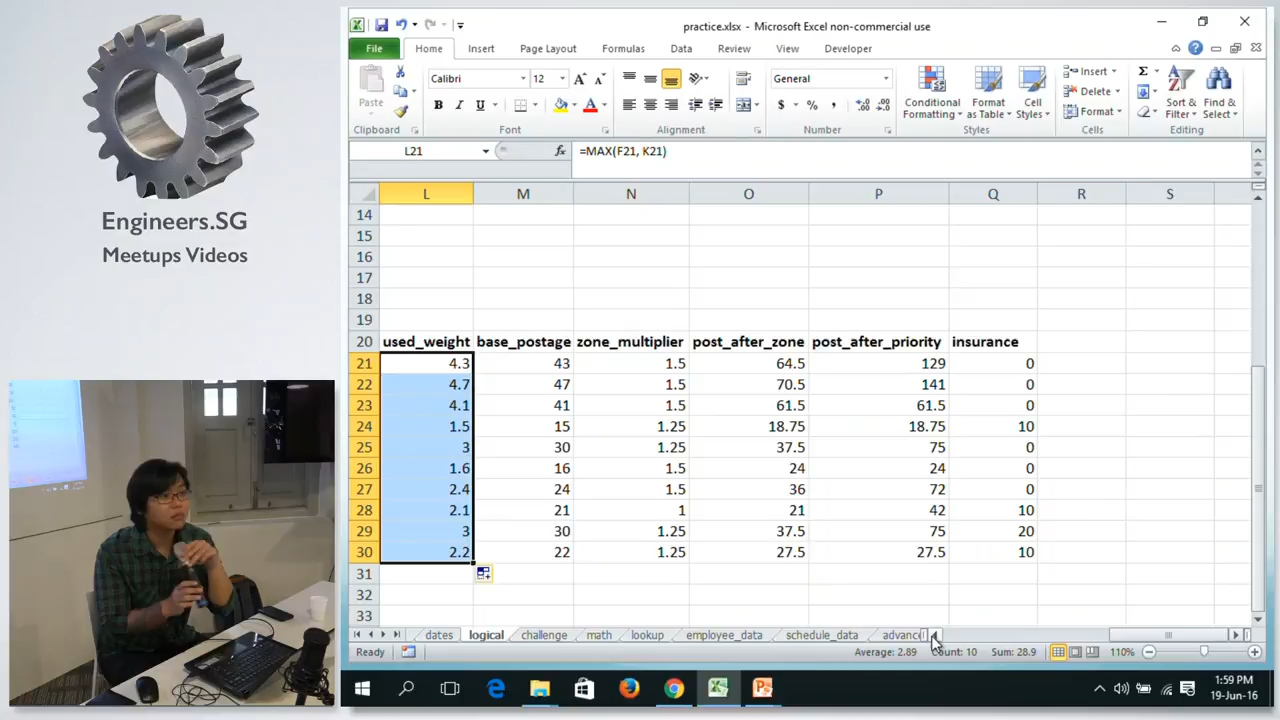 Engineers.SG
Meetups Videos
practice.xlsx - Microsoft Excel non-commercial use
File Home Insert Page Layout Formulas Data Review View Developer
Paste
Calibri 12
B I U
General
$ % ,
Conditional Formatting
Format as Table
Cell Styles
Insert
Delete
Format
Sort & Filter
Find & Select
Clipboard Font Alignment Number Styles Cells Editing
L21 fx =MAX(F21, K21)
L M N O P Q R S
14
15
16
17
18
19
20 used_weight base_postage zone_multiplier post_after_zone post_after_priority insurance
21 4.3 43 1.5 64.5 129 0
22 4.7 47 1.5 70.5 141 0
23 4.1 41 1.5 61.5 61.5 0
24 1.5 15 1.25 18.75 18.75 10
25 3 30 1.25 37.5 75 0
26 1.6 16 1.5 24 24 0
27 2.4 24 1.5 36 72 0
28 2.1 21 1 21 42 10
29 3 30 1.25 37.5 75 20
30 2.2 22 1.25 27.5 27.5 10
31
32
33
dates logical challenge math lookup employee_data schedule_data advanc
Ready Average: 2.89 Count: 10 Sum: 28.9 110%
1:59 PM
19-Jun-16